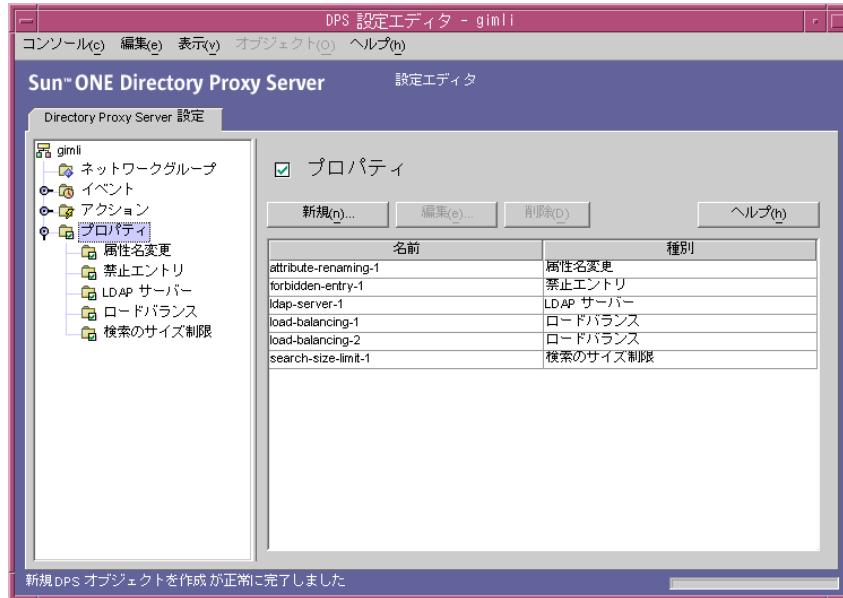 DPS 設定エディタ - gimli
コンソール(c) 編集(e) 表示(v) オブジェクト(o) ヘルプ(h)
Sun™ ONE Directory Proxy Server 設定エディタ
Directory Proxy Server 設定
gimli
ネットワークグループ
イベント
アクション
プロパティ
属性名変更
禁止エントリ
LDAP サーバー
ロードバランス
検索のサイズ制限
プロパティ
新規(n)... 編集(e)... 削除(D) ヘルプ(h)
名前 種別
attribute-renaming-1 属性名変更
forbidden-entry-1 禁止エントリ
ldap-server-1 LDAP サーバー
load-balancing-1 ロードバランス
load-balancing-2 ロードバランス
search-size-limit-1 検索のサイズ制限
新規DPS オブジェクトを作成 が正常に完了しました